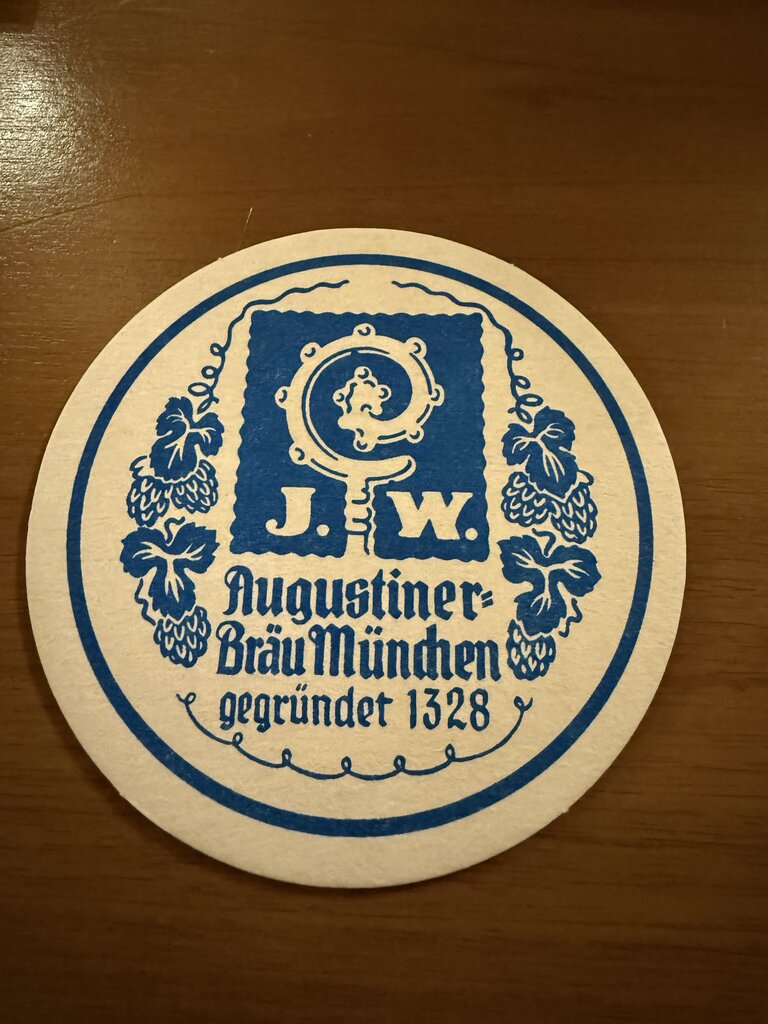 J. W.
Augustiner-
Bräu München
gegründet 1328